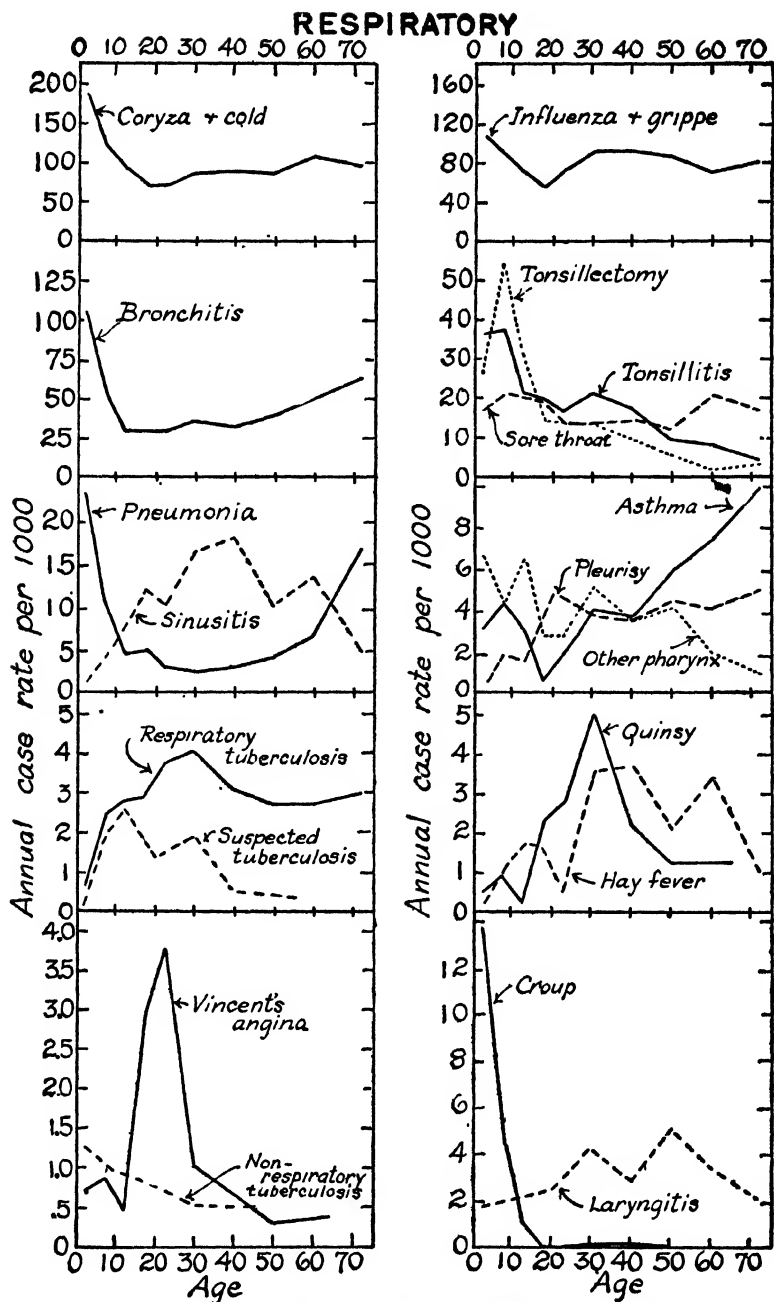 RESPIRATORY
0 10 20 30 40 50 60 70
200
150
100
50
0
Coryza + cold
125
100
75
50
25
0
Bronchitis
20
15
10
5
0
Pneumonia
Sinusitis
5
4
3
2
1
0
Respiratory
tuberculosis
Suspected
tuberculosis
4.0
3.5
3.0
2.5
2.0
1.5
1.0
.5
0
Vincent's
angina
Non-
respiratory
tuberculosis
0 10 20 30 40 50 60 70
Age
Annual case rate per 1000
0 10 20 30 40 50 60 70
160
120
80
40
0
Influenza + grippe
50
40
30
20
10
0
Tonsillectomy
Tonsillitis
Sore throat
8
6
4
2
0
Asthma
Pleurisy
Other pharynx
5
4
3
2
1
0
Quinsy
Hay fever
12
10
8
6
4
2
0
Croup
Laryngitis
0 10 20 30 40 50 60 70
Age
Annual case rate per 1000